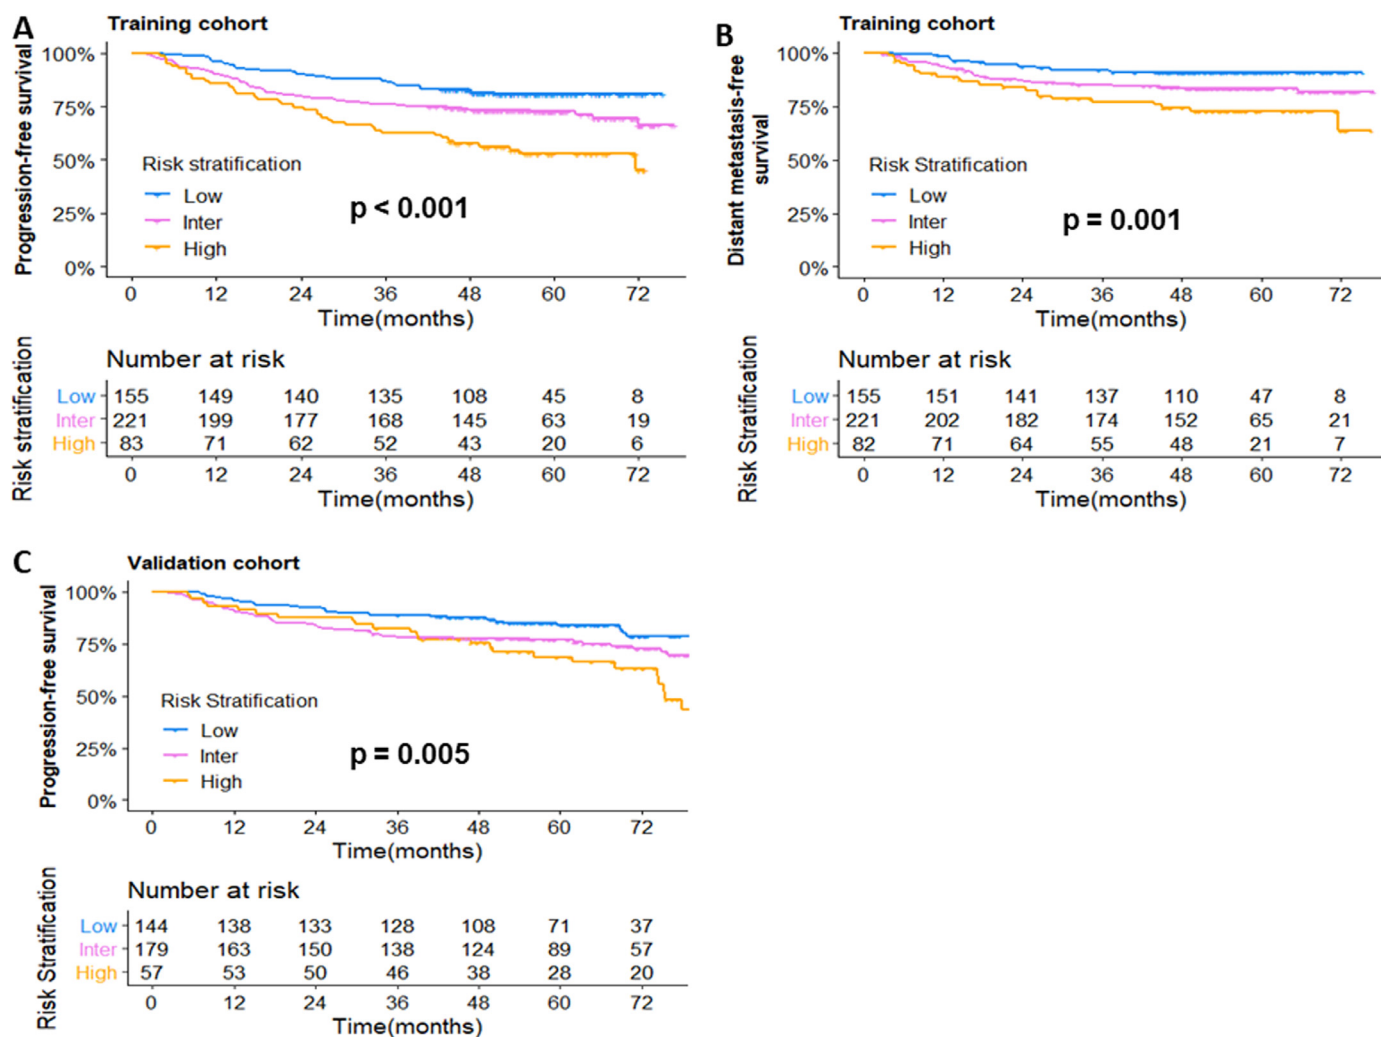 A
Training cohort
Progression-free survival
100%
75%
50%
25%
0%
Risk stratification
Low
Inter
High
p < 0.001
0 12 24 36 48 60 72
Time(months)
Risk stratification
Number at risk
Low 155 149 140 135 108 45 8
Inter 221 199 177 168 145 63 19
High 83 71 62 52 43 20 6
0 12 24 36 48 60 72
Time(months)
B
Training cohort
Distant metastasis-free
survival
100%
75%
50%
25%
0%
Risk Stratification
Low
Inter
High
p = 0.001
0 12 24 36 48 60 72
Time(months)
Risk Stratification
Number at risk
Low 155 151 141 137 110 47 8
Inter 221 202 182 174 152 65 21
High 82 71 64 55 48 21 7
0 12 24 36 48 60 72
Time(months)
C
Validation cohort
Progression-free survival
100%
75%
50%
25%
0%
Risk Stratification
Low
Inter
High
p = 0.005
0 12 24 36 48 60 72
Time(months)
Risk Stratification
Number at risk
Low 144 138 133 128 108 71 37
Inter 179 163 150 138 124 89 57
High 57 53 50 46 38 28 20
0 12 24 36 48 60 72
Time(months)